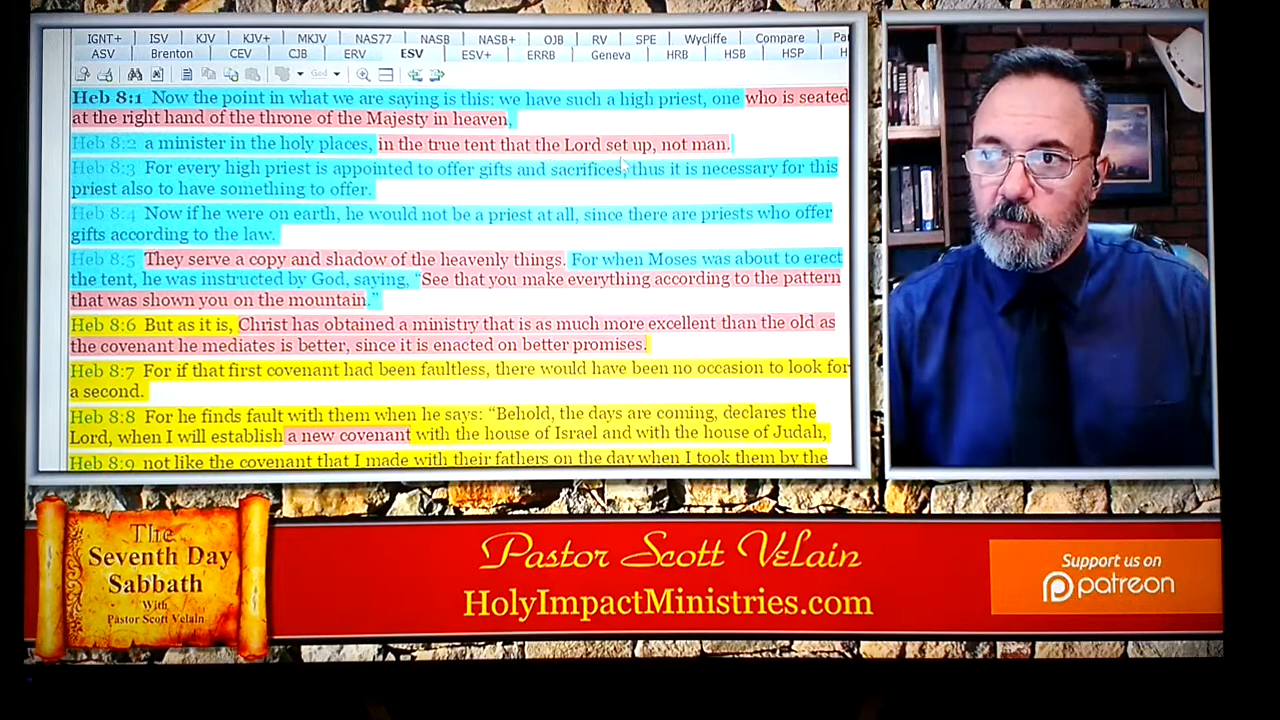 IGNT+ ISV KJV KJV+ MKJV NAS77 NASB NASB+ OJB RV SPE Wycliffe Compare Pa
ASV Brenton CEV CJB ERV ESV ESV+ ERRB Geneva HRB HSB HSP H
God
Heb 8:1 Now the point in what we are saying is this: we have such a high priest, one who is seated
at the right hand of the throne of the Majesty in heaven,
Heb 8:2 a minister in the holy places, in the true tent that the Lord set up, not man.
Heb 8:3 For every high priest is appointed to offer gifts and sacrifices; thus it is necessary for this
priest also to have something to offer.
Heb 8:4 Now if he were on earth, he would not be a priest at all, since there are priests who offer
gifts according to the law.
Heb 8:5 They serve a copy and shadow of the heavenly things. For when Moses was about to erect
the tent, he was instructed by God, saying, “See that you make everything according to the pattern
that was shown you on the mountain.”
Heb 8:6 But as it is, Christ has obtained a ministry that is as much more excellent than the old as
the covenant he mediates is better, since it is enacted on better promises.
Heb 8:7 For if that first covenant had been faultless, there would have been no occasion to look for
a second.
Heb 8:8 For he finds fault with them when he says: “Behold, the days are coming, declares the
Lord, when I will establish a new covenant with the house of Israel and with the house of Judah,
Heb 8:9 not like the covenant that I made with their fathers on the day when I took them by the
The
Seventh Day
Sabbath
With
Pastor Scott Velain
Pastor Scott Velain
HolyImpactMinistries.com
Support us on
patreon